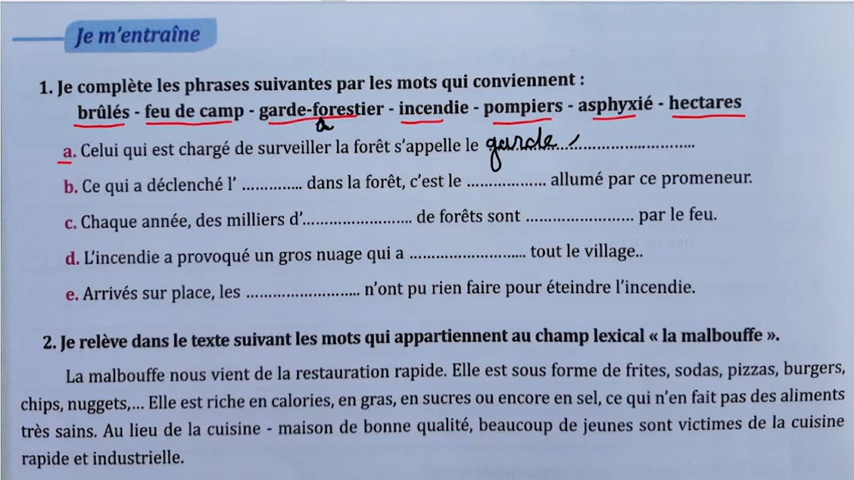 Je m'entraîne
1. Je complète les phrases suivantes par les mots qui conviennent :
brûlés - feu de camp - garde-forestier - incendie - pompiers - asphyxié - hectares
a
a. Celui qui est chargé de surveiller la forêt s'appelle le garde ..............................
b. Ce qui a déclenché l' .............. dans la forêt, c'est le .................. allumé par ce promeneur.
c. Chaque année, des milliers d'......................... de forêts sont ........................ par le feu.
d. L'incendie a provoqué un gros nuage qui a ........................... tout le village..
e. Arrivés sur place, les .......................... n'ont pu rien faire pour éteindre l'incendie.
2. Je relève dans le texte suivant les mots qui appartiennent au champ lexical « la malbouffe ».
La malbouffe nous vient de la restauration rapide. Elle est sous forme de frites, sodas, pizzas, burgers,
chips, nuggets,... Elle est riche en calories, en gras, en sucres ou encore en sel, ce qui n'en fait pas des aliments
très sains. Au lieu de la cuisine - maison de bonne qualité, beaucoup de jeunes sont victimes de la cuisine
rapide et industrielle.